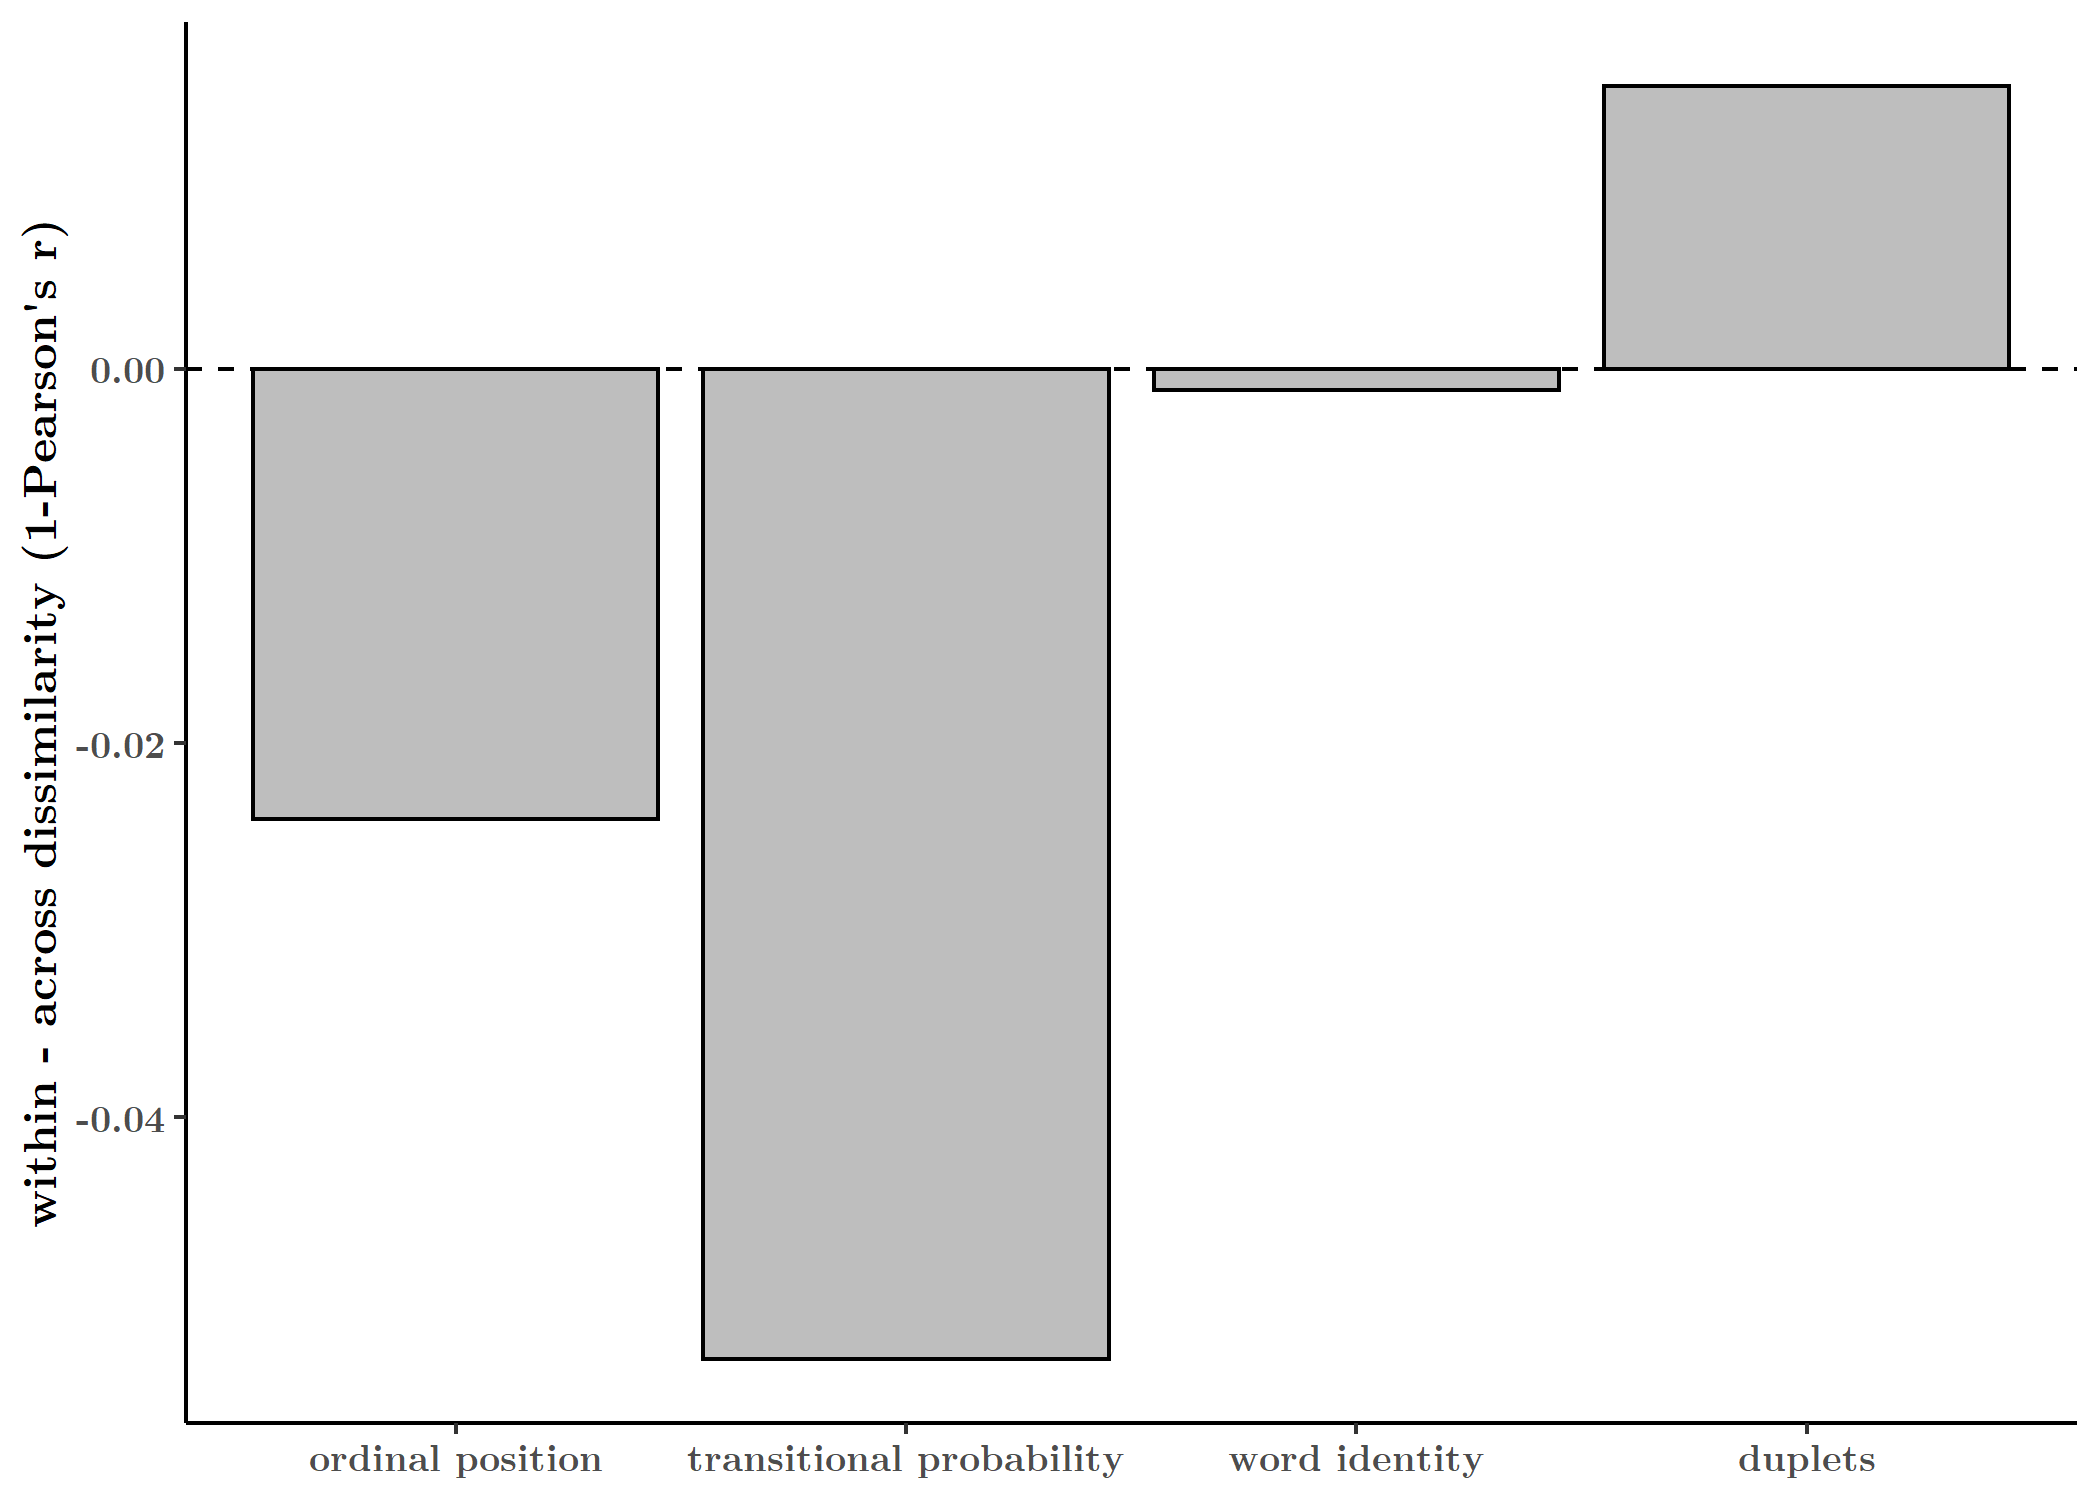 within - across dissimilarity (1-Pearson's r)
0.00
-0.02
-0.04
ordinal position
transitional probability
word identity
duplets